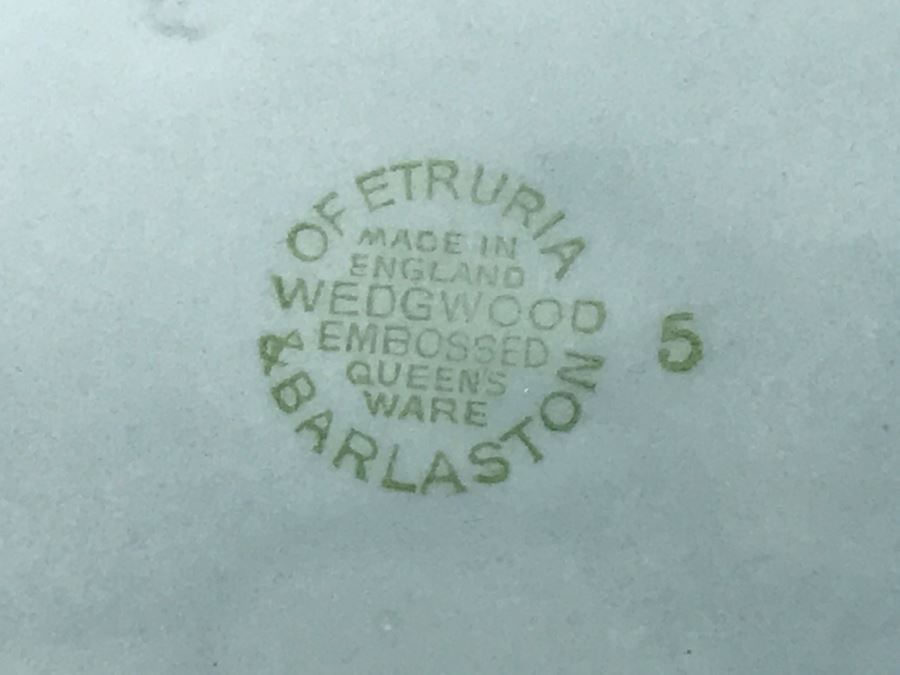 OF ETRURIA
MADE IN
ENGLAND
WEDGWOOD
EMBOSSED
QUEENS
WARE
& BARLASTON
5